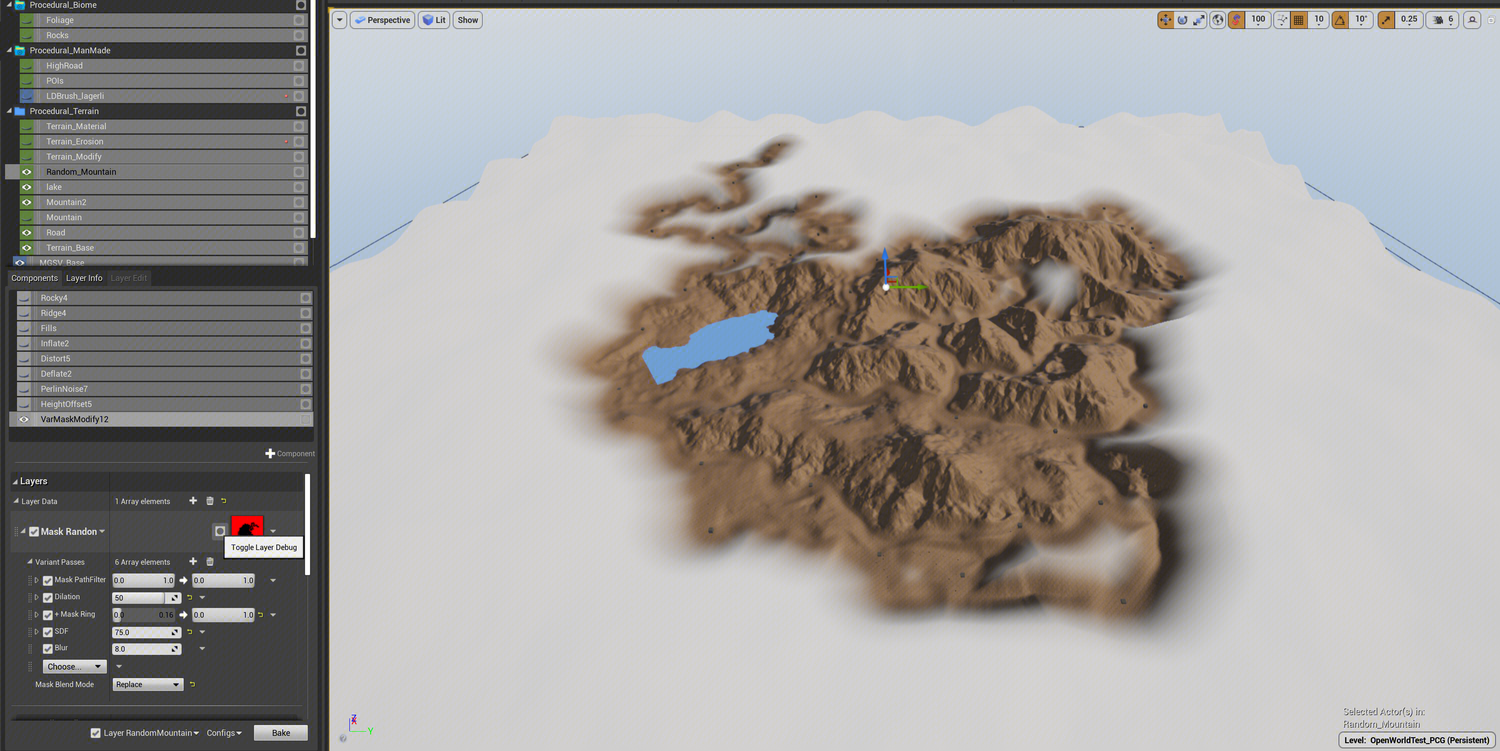 Procedural_Biome
Foliage
Rocks
Procedural_ManMade
HighRoad
POIs
LDBrush_lagerli
Procedural_Terrain
Terrain_Material
Terrain_Erosion
Terrain_Modify
Random_Mountain
lake
Mountain2
Mountain
Road
Terrain_Base
MGSV_Base
Components Layer Info Layer Edit
Rocky4
Ridge4
Fills
Inflate2
Distort5
Deflate2
PerlinNoise7
HeightOffset5
VarMaskModify12
Component
Layers
Layer Data 1 Array elements
Mask Randon
Toggle Layer Debug
Variant Passes 6 Array elements
Mask PathFilter 0.0 1.0 0.0 1.0
Dilation 50
+ Mask Ring 0.0 0.16 0.0 1.0
SDF 75.0
Blur 8.0
Choose...
Mask Blend Mode Replace
Layer RandomMountain Configs Bake
Perspective Lit Show
100 10 10° 0.25 6
Z
Y
Selected Actor(s) in:
Random_Mountain
Level: OpenWorldTest_PCG (Persistent)